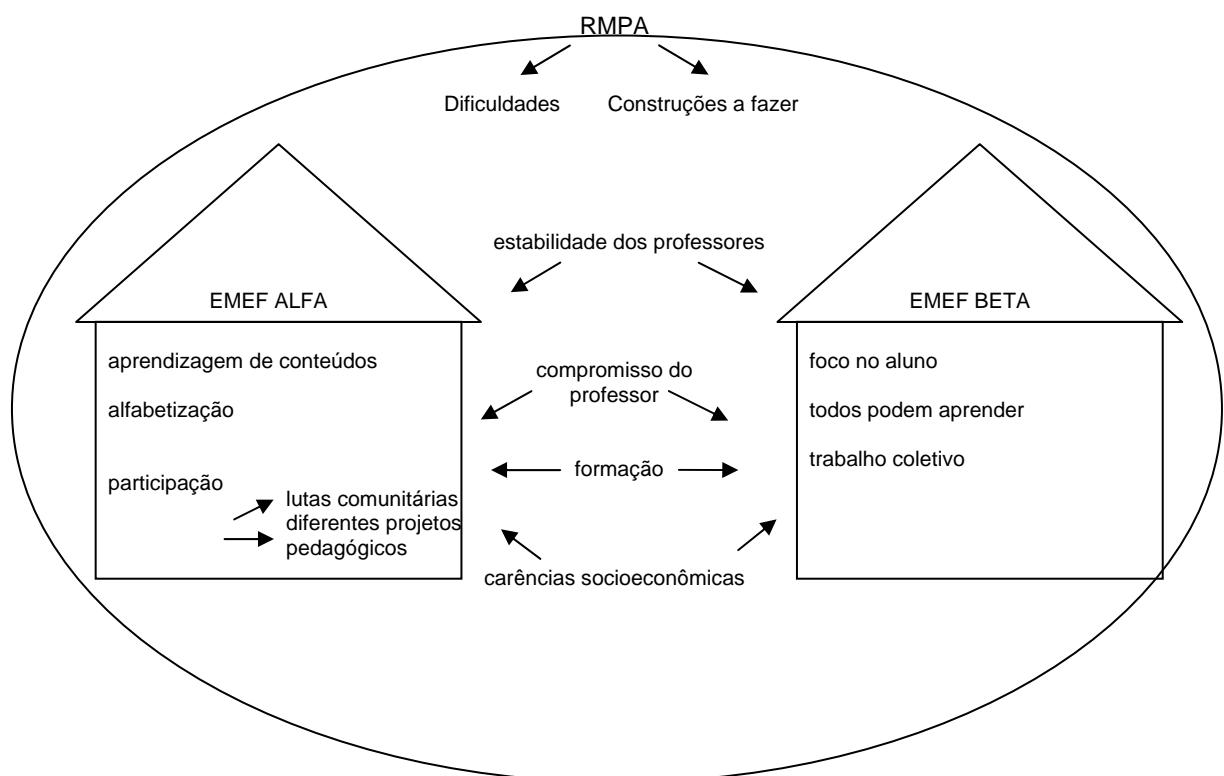 RMPA
Dificuldades
Construções a fazer
estabilidade dos professores
EMEF ALFA
aprendizagem de conteúdos
alfabetização
participação
lutas comunitárias
diferentes projetos
pedagógicos
compromisso do
professor
formação
carências socioeconômicas
EMEF BETA
foco no aluno
todos podem aprender
trabalho coletivo